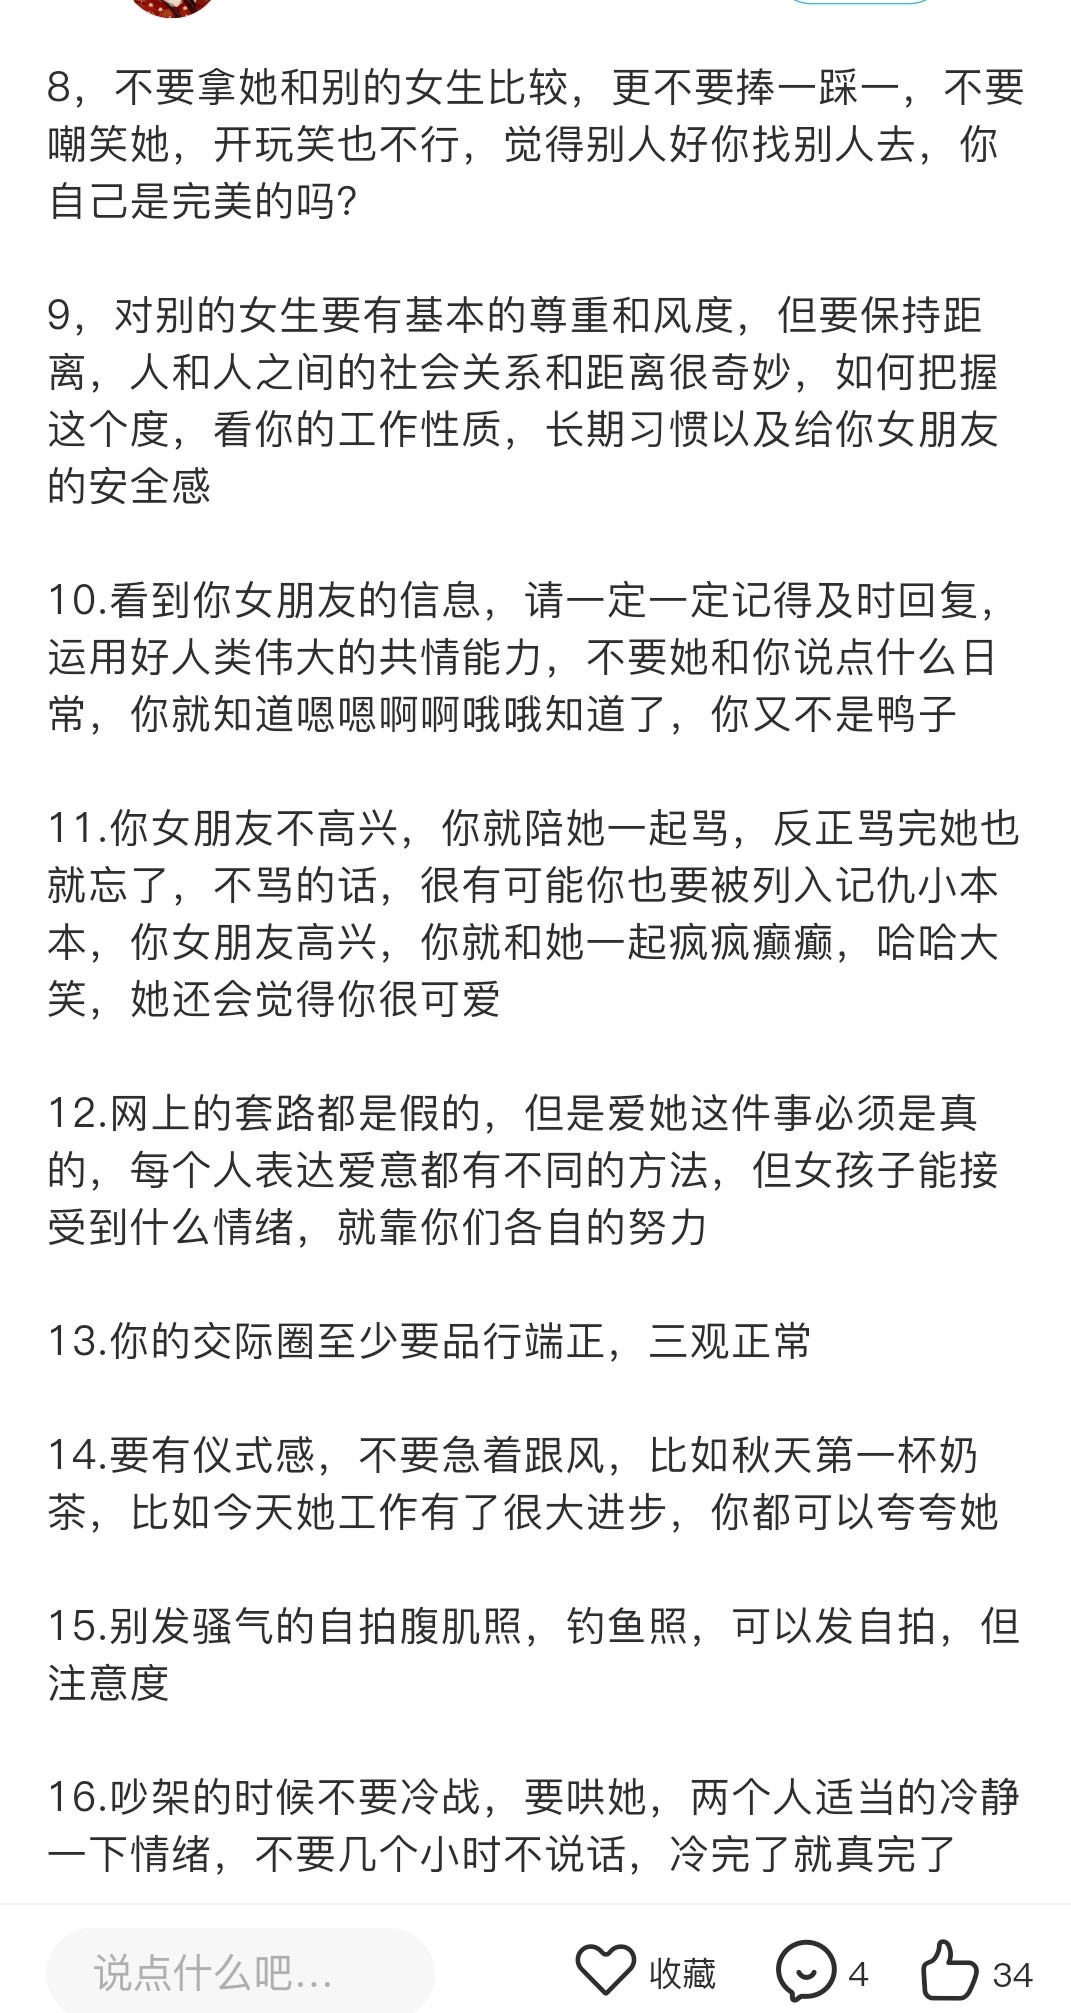 8，不要拿她和别的女生比较，更不要捧一踩一，不要
嘲笑她，开玩笑也不行，觉得别人好你找别人去，你
自己是完美的吗?
9，对别的女生要有基本的尊重和风度，但要保持距
离，人和人之间的社会关系和距离很奇妙，如何把握
这个度，看你的工作性质，长期习惯以及给你女朋友
的安全感
10.看到你女朋友的信息，请一定一定记得及时回复，
运用好人类伟大的共情能力，不要她和你说点什么日
常，你就知道嗯嗯啊啊哦哦知道了，你又不是鸭子
11.你女朋友不高兴，你就陪她一起骂，反正骂完她也
就忘了，不骂的话，很有可能你也要被列入记仇小本
本，你女朋友高兴，你就和她一起疯疯癫癫，哈哈大
笑，她还会觉得你很可爱
12.网上的套路都是假的，但是爱她这件事必须是真
的，每个人表达爱意都有不同的方法，但女孩子能接
受到什么情绪，就靠你们各自的努力
13.你的交际圈至少要品行端正，三观正常
14.要有仪式感，不要急着跟风，比如秋天第一杯奶
茶，比如今天她工作有了很大进步，你都可以夸夸她
15.别发骚气的自拍腹肌照，钓鱼照，可以发自拍，但
注意度
16.吵架的时候不要冷战，要哄她，两个人适当的冷静
一下情绪，不要几个小时不说话，冷完了就真完了
说点什么吧... 收藏 4 34